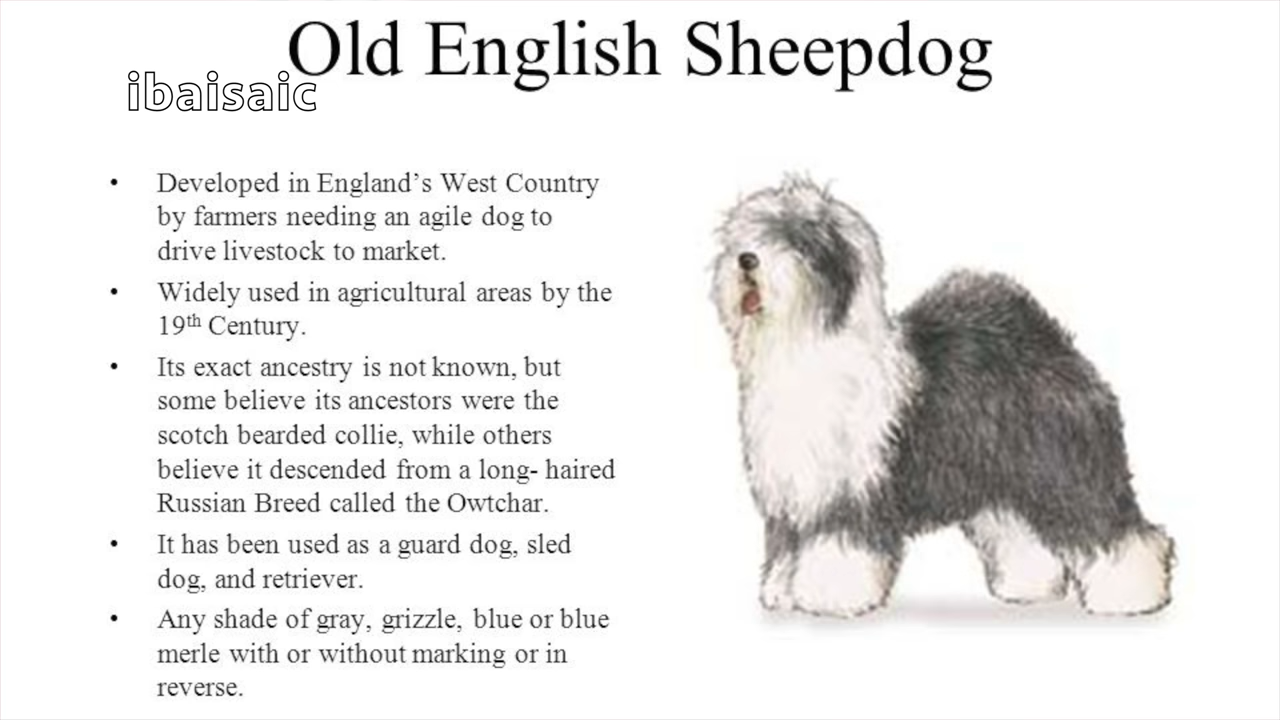 Old English Sheepdog
ibaisaic
• Developed in England’s West Country
by farmers needing an agile dog to
drive livestock to market.
• Widely used in agricultural areas by the
19th Century.
• Its exact ancestry is not known, but
some believe its ancestors were the
scotch bearded collie, while others
believe it descended from a long- haired
Russian Breed called the Owtchar.
• It has been used as a guard dog, sled
dog, and retriever.
• Any shade of gray, grizzle, blue or blue
merle with or without marking or in
reverse.